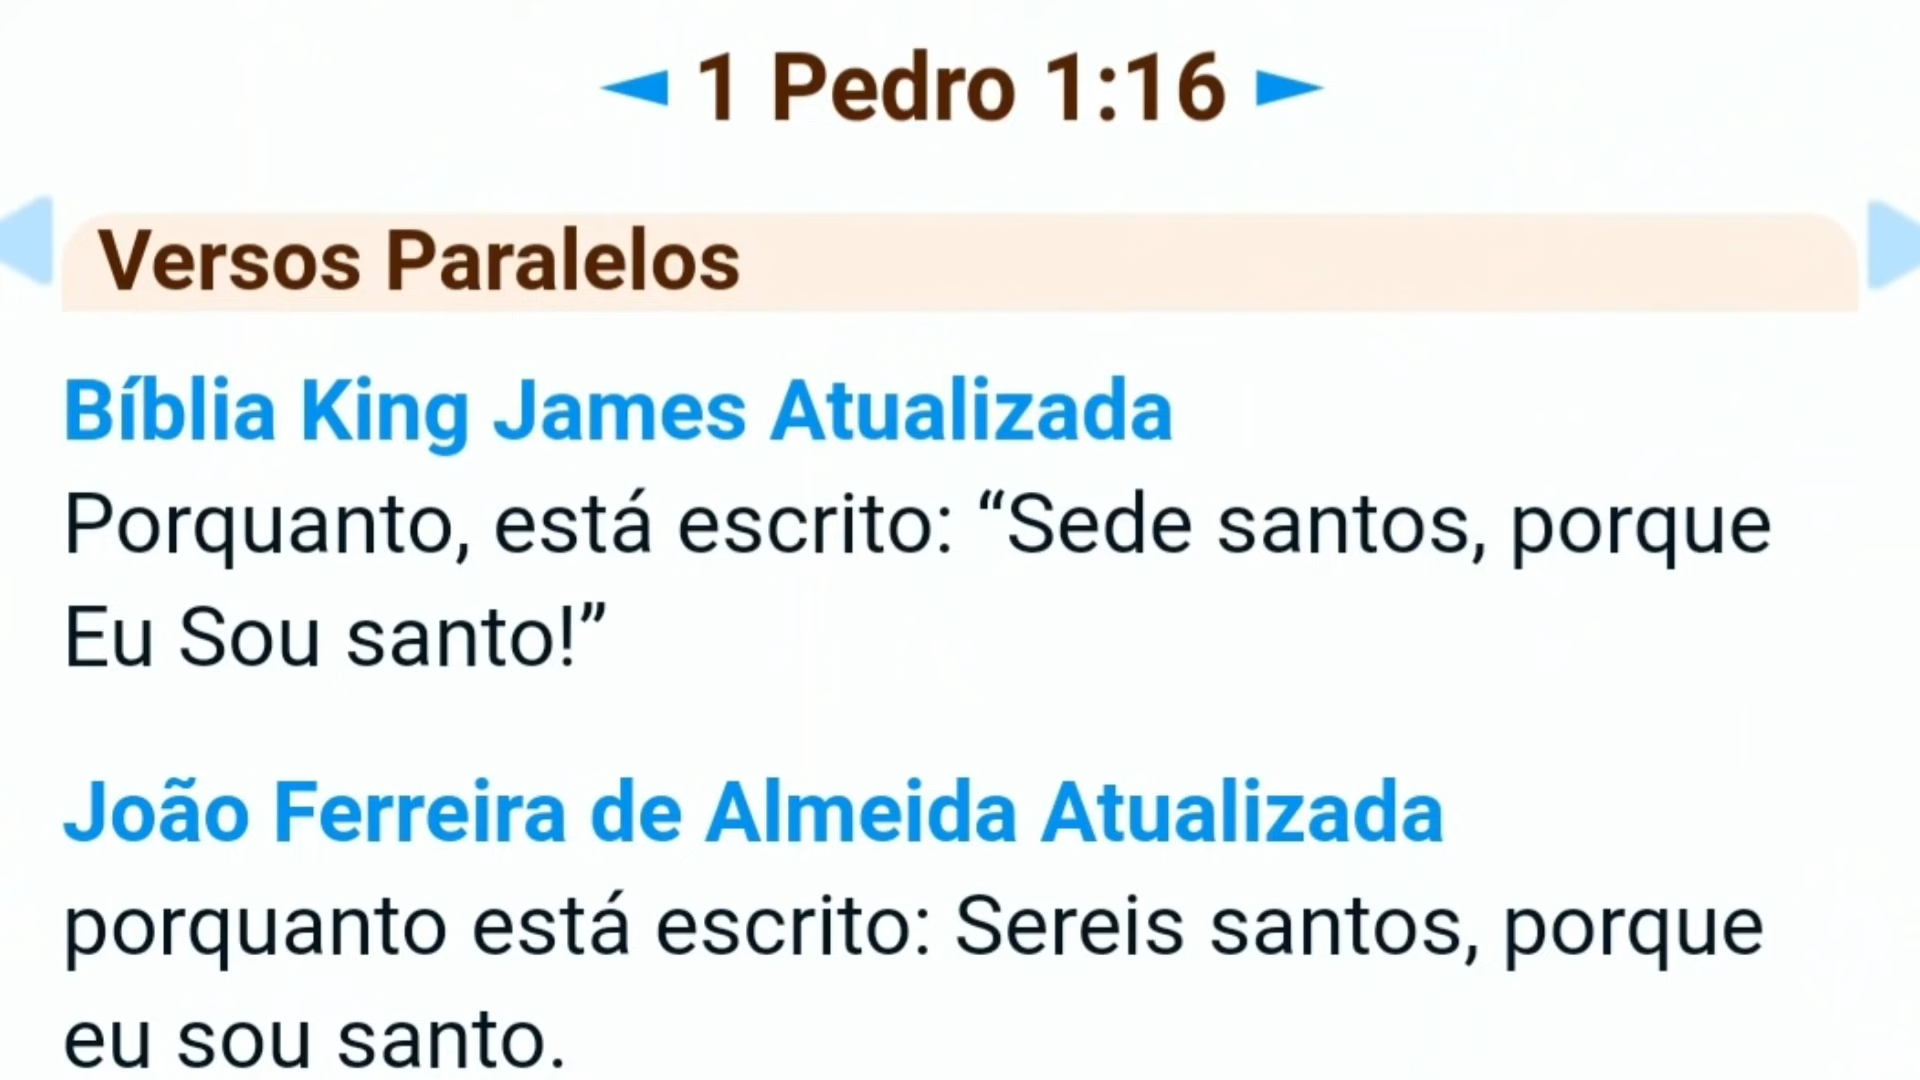 1 Pedro 1:16
Versos Paralelos
Bíblia King James Atualizada
Porquanto, está escrito: “Sede santos, porque
Eu Sou santo!”
João Ferreira de Almeida Atualizada
porquanto está escrito: Sereis santos, porque
eu sou santo.